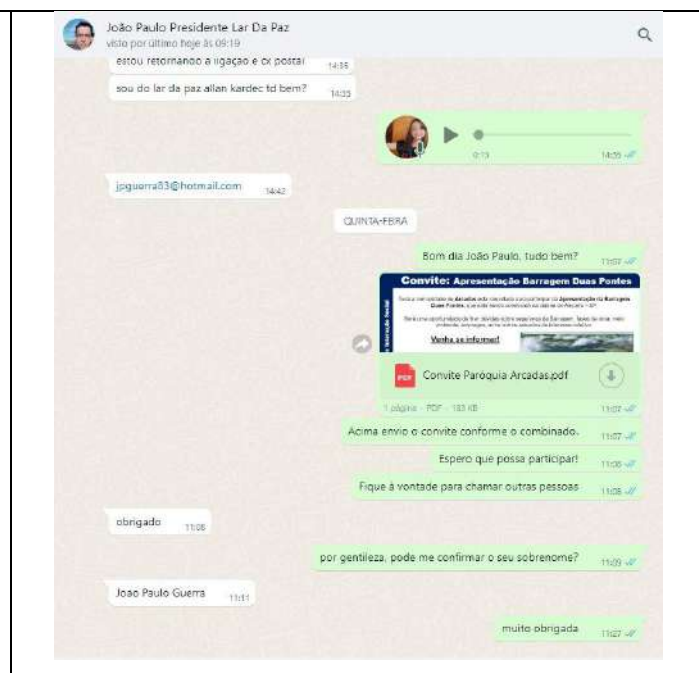 João Paulo Presidente Lar Da Paz
visto por último hoje às 09:19
estou retornando a ligação e cx postal 14:35
sou do lar da paz allan kardec td bem? 14:35
0:13 14:35
jpguerra83@hotmail.com 14:42
QUINTA-FEIRA
Bom dia João Paulo, tudo bem? 11:07
Convite: Apresentação Barragem Duas Pontes
Venha se informar!
PDF Convite Paróquia Arcadas.pdf
1 página - PDF - 183 KB 11:07
Acima envio o convite conforme o combinado. 11:07
Espero que possa participar! 11:08
Fique à vontade para chamar outras pessoas 11:08
obrigado 11:08
por gentileza, pode me confirmar o seu sobrenome? 11:09
Joao Paulo Guerra 11:11
muito obrigada 11:27